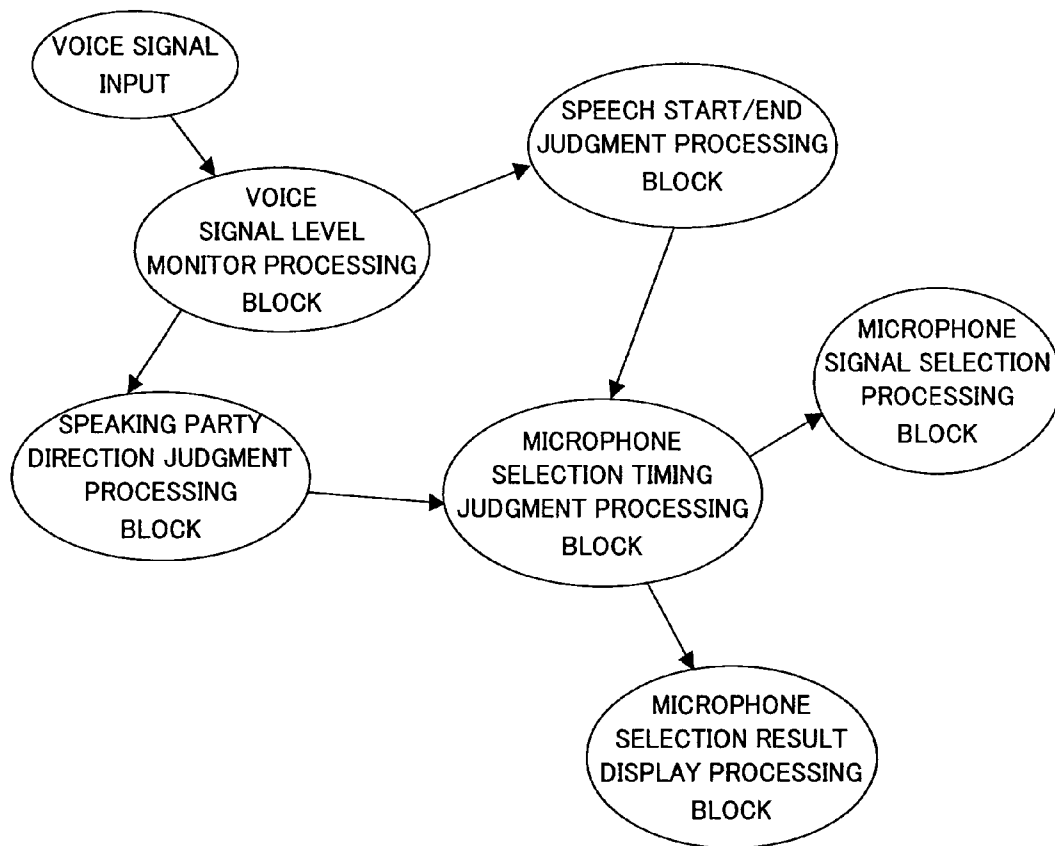 VOICE SIGNAL
INPUT
SPEECH START/END
JUDGMENT PROCESSING
BLOCK
VOICE
SIGNAL LEVEL
MONITOR PROCESSING
BLOCK
MICROPHONE
SIGNAL SELECTION
PROCESSING
BLOCK
SPEAKING PARTY
DIRECTION JUDGMENT
PROCESSING
BLOCK
MICROPHONE
SELECTION TIMING
JUDGMENT PROCESSING
BLOCK
MICROPHONE
SELECTION RESULT
DISPLAY PROCESSING
BLOCK